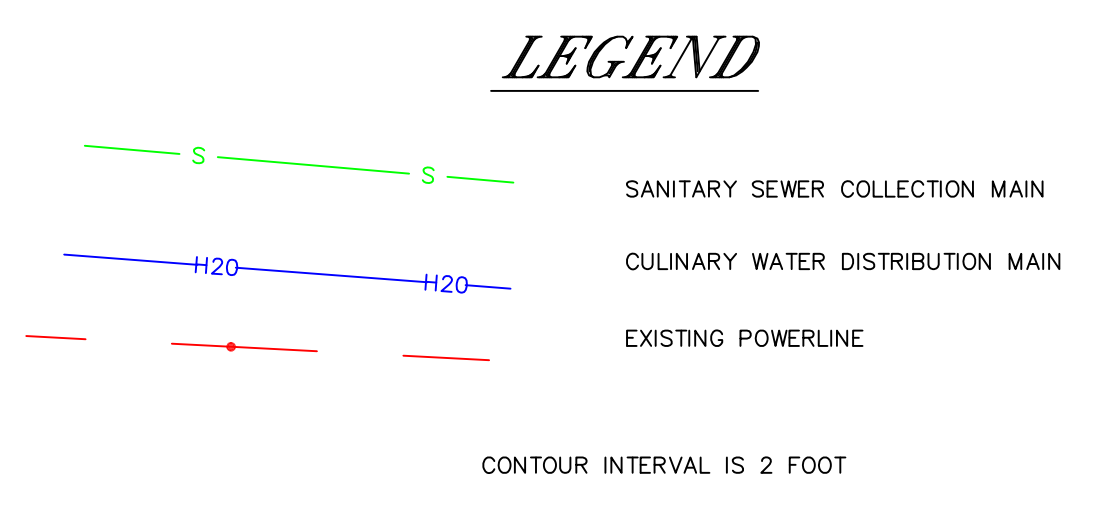 LEGEND
S S
SANITARY SEWER COLLECTION MAIN
H20 H20
CULINARY WATER DISTRIBUTION MAIN
EXISTING POWERLINE
CONTOUR INTERVAL IS 2 FOOT